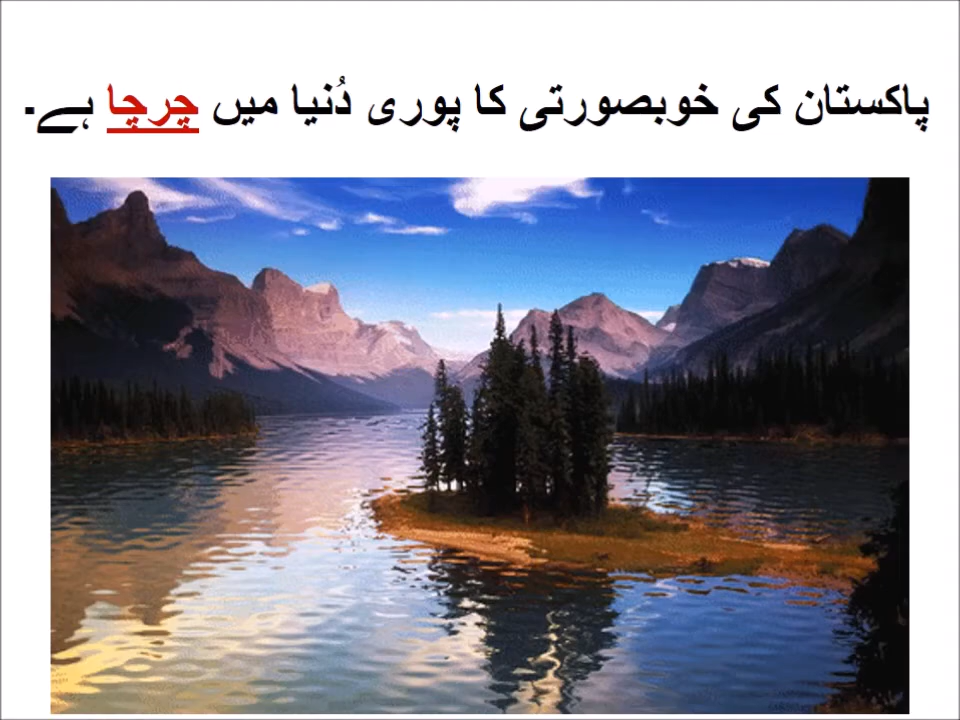 پاکستان کی خوبصورتی کا پوری دُنیا میں چرچا ہے۔